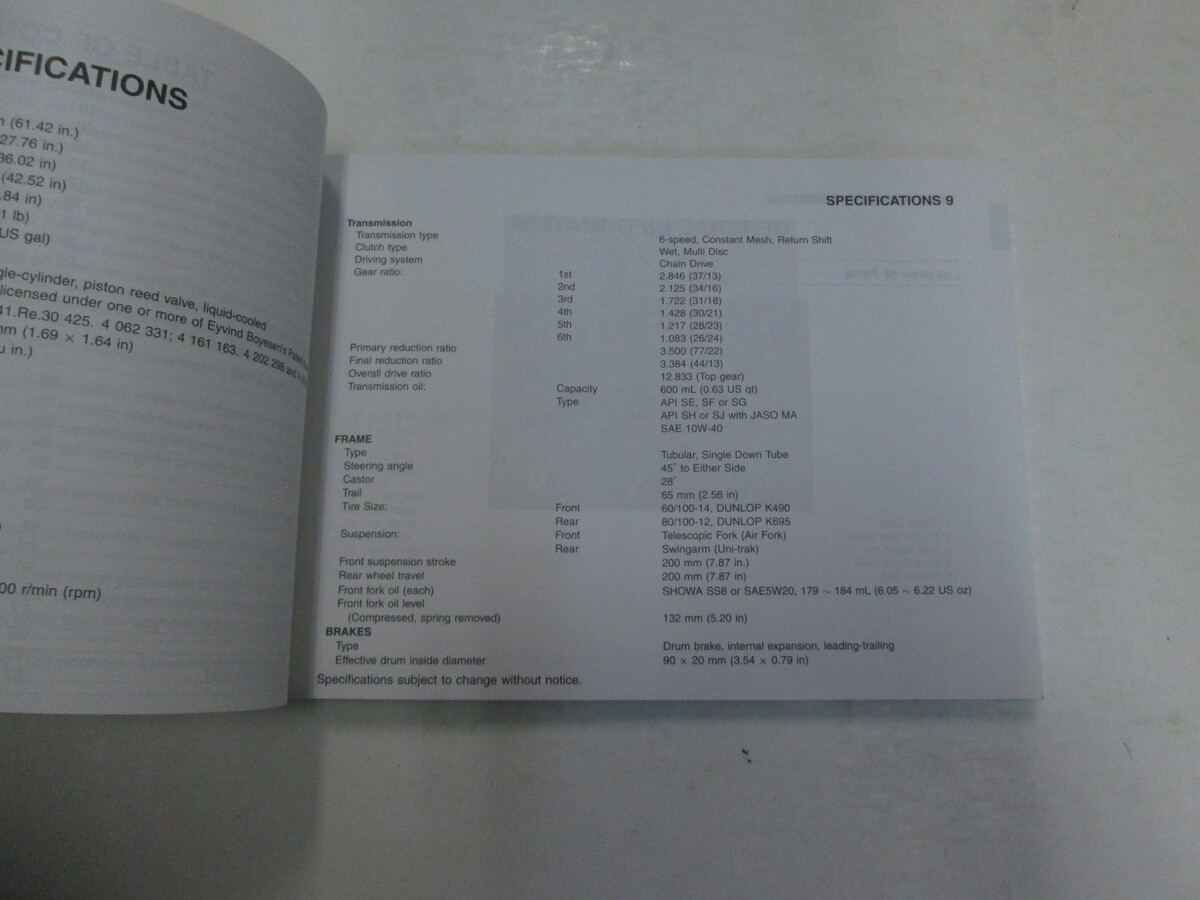 CIFICATIONS
(61.42 in.)
27.76 in.)
36.02 in)
(42.52 in)
.84 in)
1 lb)
US gal)
gle-cylinder, piston reed valve, liquid-cooled
licensed under one or more of Eyvind Boyesen's
41.Re.30 425. 4 062 331; 4 161 163. 4 202 298 and
mm (1.69 × 1.64 in)
u in.)
)
00 r/min (rpm)
SPECIFICATIONS 9
Transmission
Transmission type 6-speed, Constant Mesh, Return Shift
Clutch type Wet, Multi Disc
Driving system Chain Drive
Gear ratio: 1st 2.846 (37/13)
2nd 2.125 (34/16)
3rd 1.722 (31/18)
4th 1.428 (30/21)
5th 1.217 (28/23)
6th 1.083 (26/24)
Primary reduction ratio 3.500 (77/22)
Final reduction ratio 3.384 (44/13)
Overall drive ratio 12.833 (Top gear)
Transmission oil: Capacity 600 mL (0.63 US qt)
Type API SE, SF or SG
API SH or SJ with JASO MA
SAE 10W-40
FRAME
Type Tubular, Single Down Tube
Steering angle 45° to Either Side
Castor 28°
Trail 65 mm (2.56 in)
Tire Size: Front 60/100-14, DUNLOP K490
Rear 80/100-12, DUNLOP K695
Suspension: Front Telescopic Fork (Air Fork)
Rear Swingarm (Uni-trak)
Front suspension stroke 200 mm (7.87 in.)
Rear wheel travel 200 mm (7.87 in)
Front fork oil (each) SHOWA SS8 or SAE5W20, 179 ~ 184 mL (6.05 ~ 6.22 US oz)
Front fork oil level
(Compressed, spring removed) 132 mm (5.20 in)
BRAKES
Type Drum brake, internal expansion, leading-trailing
Effective drum inside diameter 90 × 20 mm (3.54 × 0.79 in)
Specifications subject to change without notice.